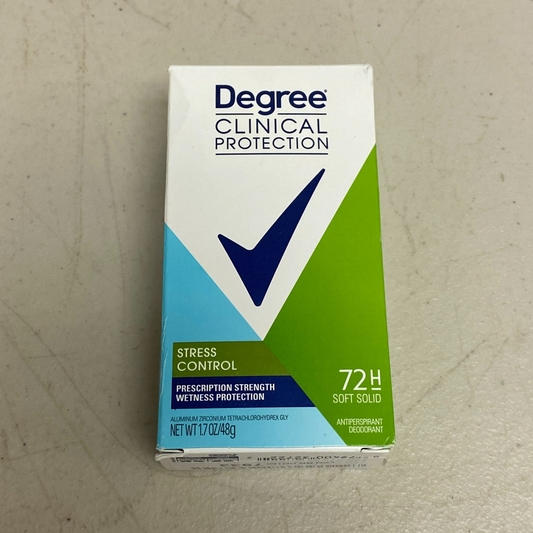 Degree®
CLINICAL
PROTECTION
STRESS
CONTROL
PRESCRIPTION STRENGTH
WETNESS PROTECTION
72H
SOFT SOLID
ALUMINUM ZIRCONIUM TETRACHLOROHYDREX GLY
NET WT 1.7 OZ/48g
ANTIPERSPIRANT
DEODORANT